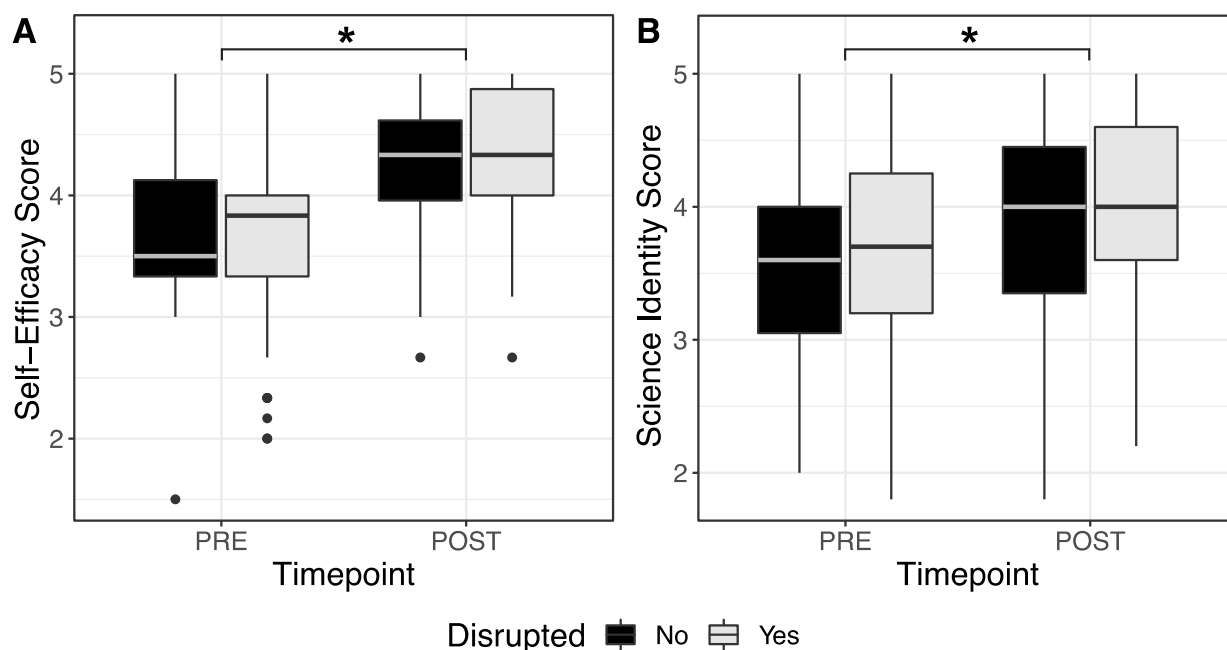 A
*
Self−Efficacy Score
5
4
3
2
PRE POST
Timepoint
B
*
Science Identity Score
5
4
3
2
PRE POST
Timepoint
Disrupted No Yes